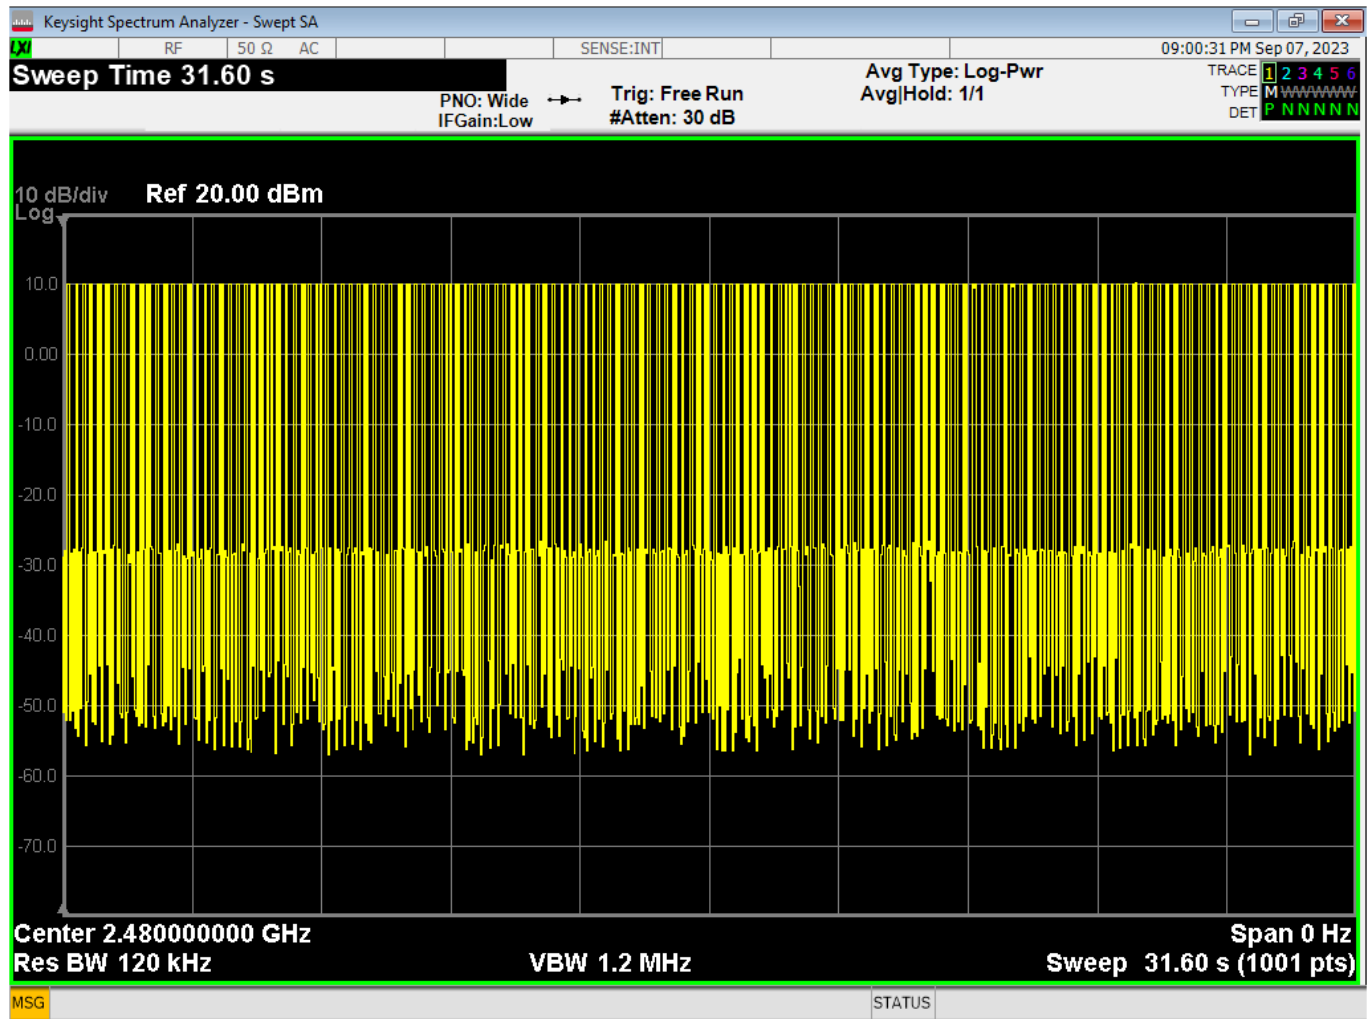 Keysight Spectrum Analyzer - Swept SA
LXI RF 50 Ω AC SENSE:INT 09:00:31 PM Sep 07, 2023
Sweep Time 31.60 s
PNO: Wide
IFGain:Low
Trig: Free Run
#Atten: 30 dB
Avg Type: Log-Pwr
Avg|Hold: 1/1
TRACE 1 2 3 4 5 6
TYPE M WWWWW
DET P N N N N N
10 dB/div
Log
Ref 20.00 dBm
10.0
0.00
-10.0
-20.0
-30.0
-40.0
-50.0
-60.0
-70.0
Center 2.480000000 GHz Span 0 Hz
Res BW 120 kHz VBW 1.2 MHz Sweep 31.60 s (1001 pts)
MSG STATUS